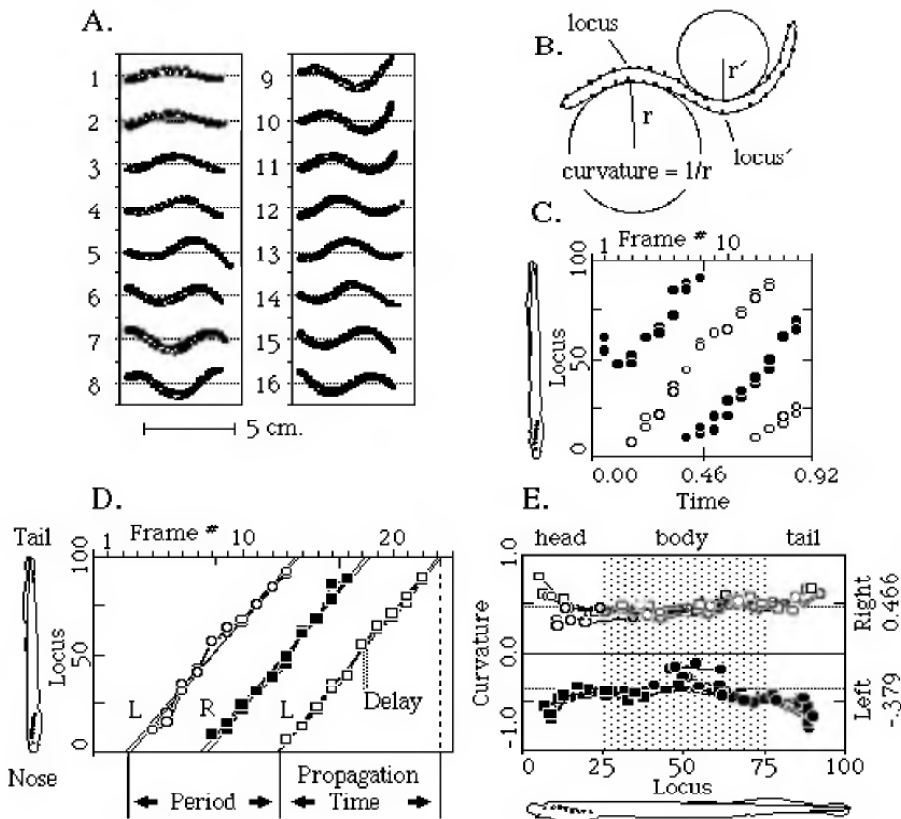 A.
1
2
3
4
5
6
7
8
9
10
11
12
13
14
15
16
5 cm.
B.
locus
r
r′
curvature = 1/r
locus′
C.
1 Frame # 10
100
50
0
Locus
0.00 0.46 0.92
Time
D.
Tail
Nose
1 Frame # 10 20
100
50
0
Locus
L
R
L
Delay
Period
Propagation
Time
E.
head body tail
1.0
0.0
-1.0
Curvature
Right
0.466
Left
-.379
0 25 50 75 100
Locus